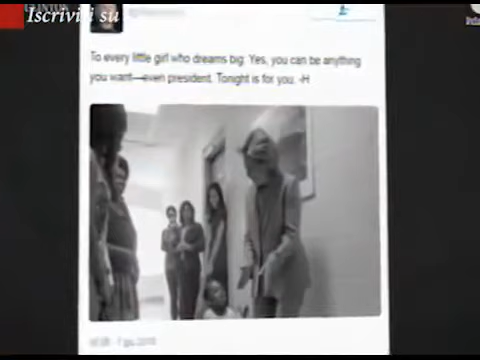 Iscriviti su
To every little girl who dreams big: Yes, you can be anything
you want—even president. Tonight is for you. -H